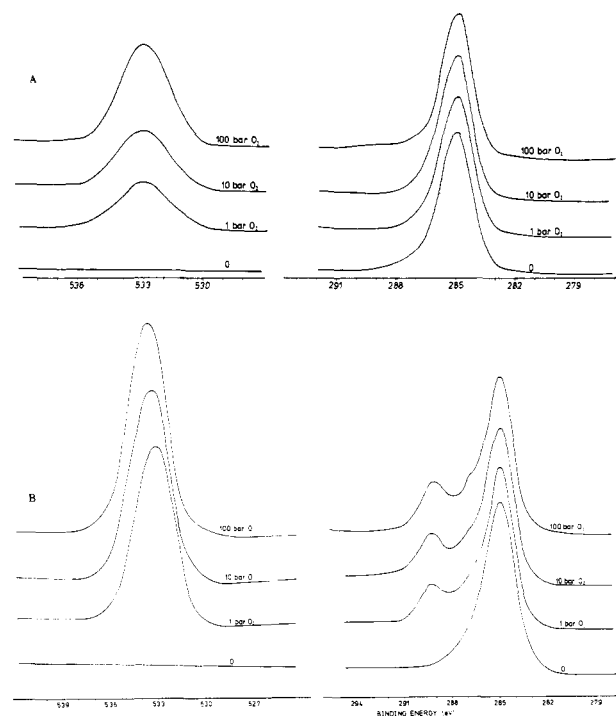 A
100 bar O₂
10 bar O₂
1 bar O₂
0
536 533 530
100 bar O₂
10 bar O₂
1 bar O₂
0
291 288 285 282 279
B
100 bar O
10 bar O
1 bar O₂
0
539 535 533 530 527
100 bar O₂
10 bar O₂
1 bar O
0
294 291 288 285 282 279
BINDING ENERGY (eV)